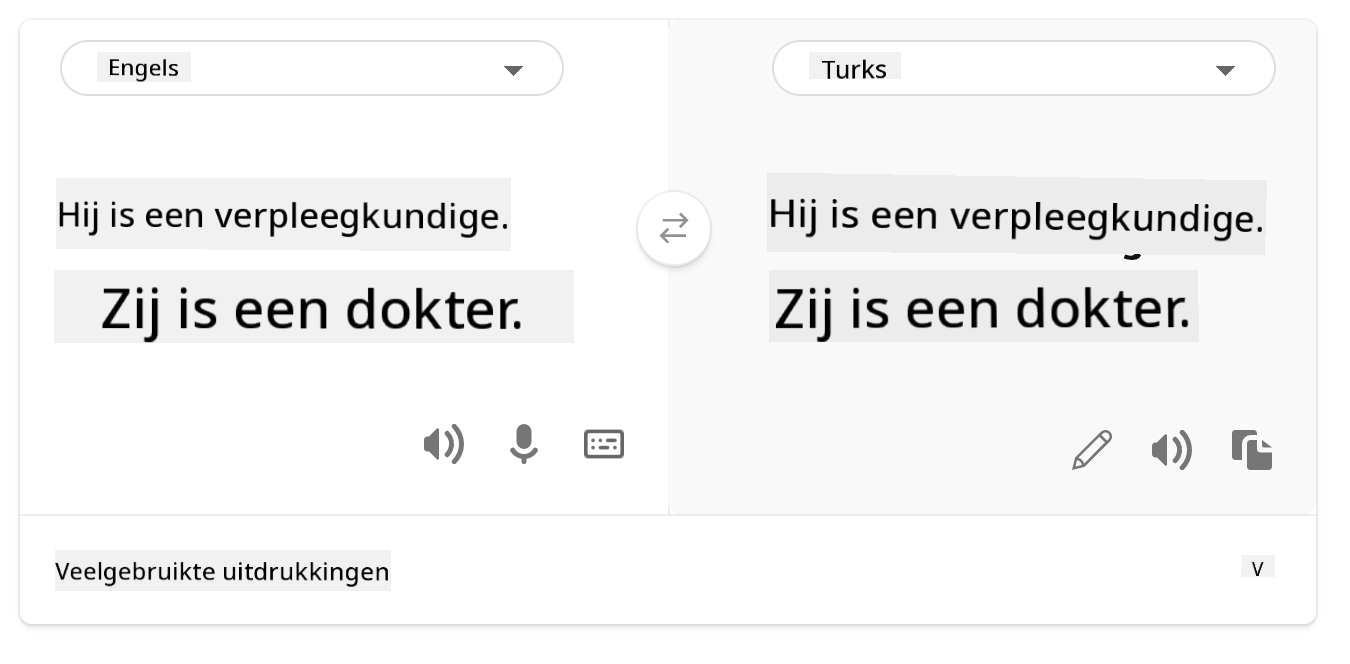 Engels
Turks
Hij is een verpleegkundige.
Zij is een dokter.
Hij is een verpleegkundige.
Zij is een dokter.
Veelgebruikte uitdrukkingen
V